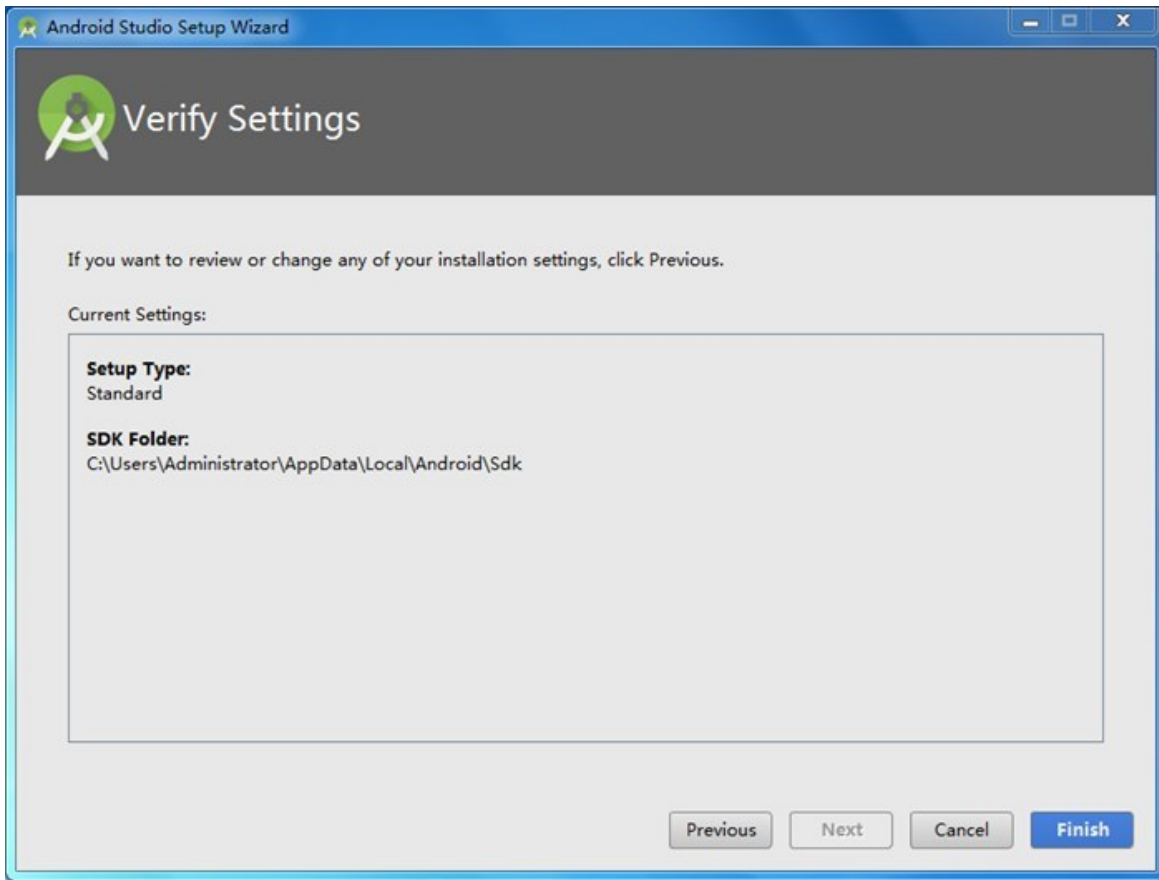 Android Studio Setup Wizard
Verify Settings
If you want to review or change any of your installation settings, click Previous.
Current Settings:
Setup Type:
Standard
SDK Folder:
C:\Users\Administrator\AppData\Local\Android\Sdk
Previous
Next
Cancel
Finish